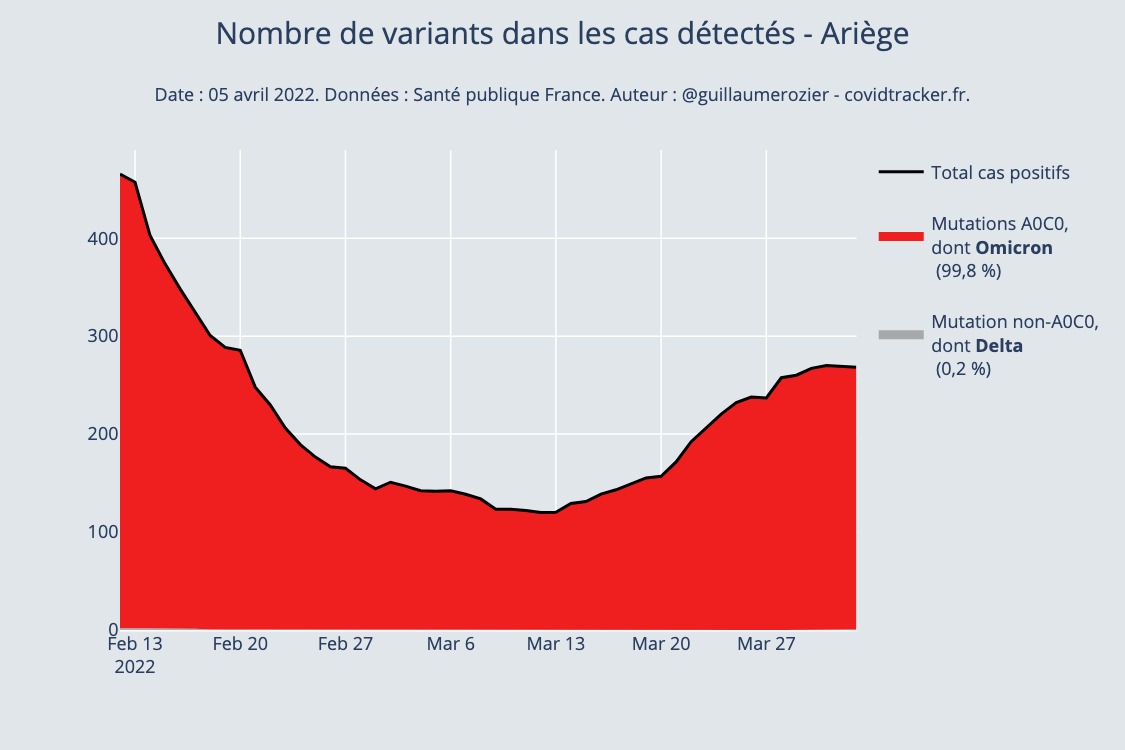 Nombre de variants dans les cas détectés - Ariège
Date : 05 avril 2022. Données : Santé publique France. Auteur : @guillaumerozier - covidtracker.fr.
Total cas positifs
Mutations A0C0,
dont Omicron
(99,8 %)
Mutation non-A0C0,
dont Delta
(0,2 %)
400
300
200
100
0
Feb 13
2022
Feb 20
Feb 27
Mar 6
Mar 13
Mar 20
Mar 27